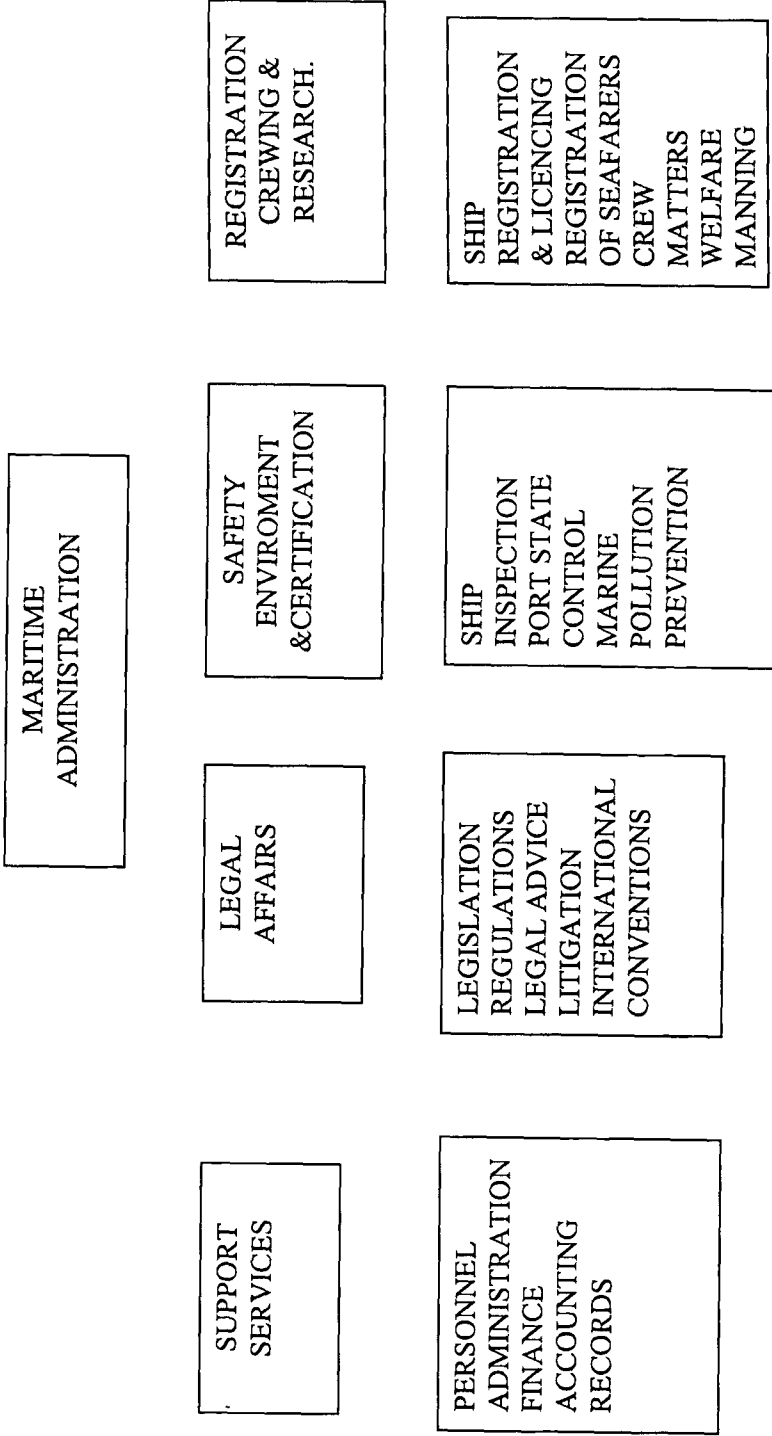 MARITIME
ADMINISTRATION
SUPPORT
SERVICES
LEGAL
AFFAIRS
SAFETY
ENVIROMENT
&CERTIFICATION
REGISTRATION
CREWING &
RESEARCH.
PERSONNEL
ADMINISTRATION
FINANCE
ACCOUNTING
RECORDS
LEGISLATION
REGULATIONS
LEGAL ADVICE
LITIGATION
INTERNATIONAL
CONVENTIONS
SHIP
INSPECTION
PORT STATE
CONTROL
MARINE
POLLUTION
PREVENTION
SHIP
REGISTRATION
& LICENCING
REGISTRATION
OF SEAFARERS
CREW
MATTERS
WELFARE
MANNING